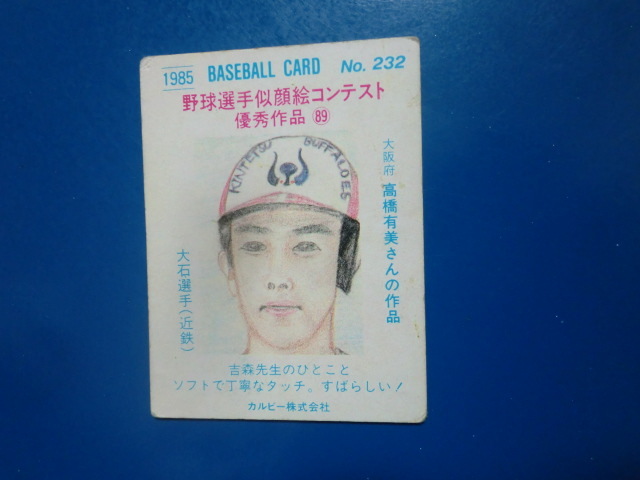 1985 BASEBALL CARD No. 232
野球選手似顔絵コンテスト
優秀作品 89
KINTETSU BUFFALOES
大阪府 高橋有美さんの作品
大石選手(近鉄)
吉森先生のひとこと
ソフトで丁寧なタッチ。すばらしい!
カルビー株式会社